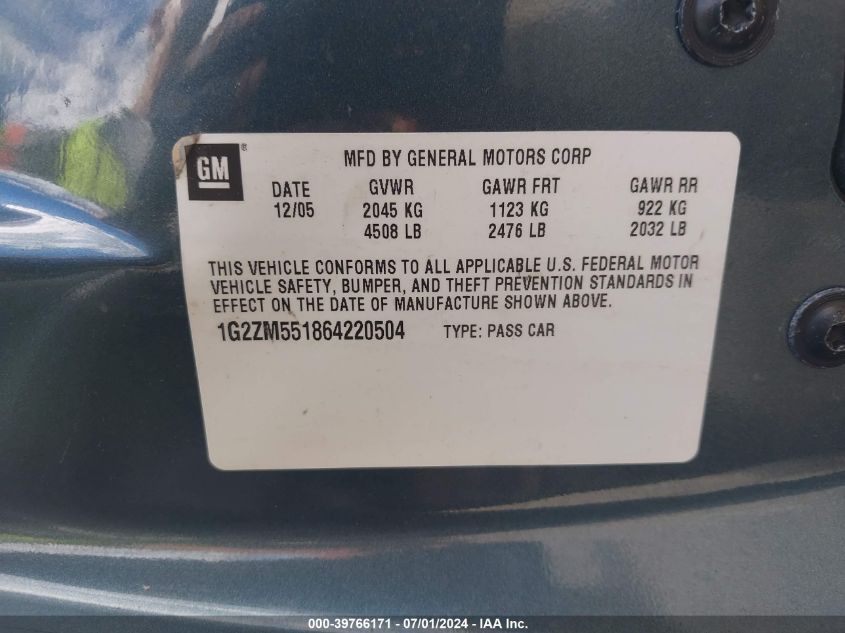 GM ®
MFD BY GENERAL MOTORS CORP
DATE GVWR GAWR FRT GAWR RR
12/05 2045 KG 1123 KG 922 KG
4508 LB 2476 LB 2032 LB
THIS VEHICLE CONFORMS TO ALL APPLICABLE U.S. FEDERAL MOTOR
VEHICLE SAFETY, BUMPER, AND THEFT PREVENTION STANDARDS IN
EFFECT ON THE DATE OF MANUFACTURE SHOWN ABOVE.
1G2ZM551864220504 TYPE: PASS CAR
000-39766171 - 07/01/2024 - IAA Inc.